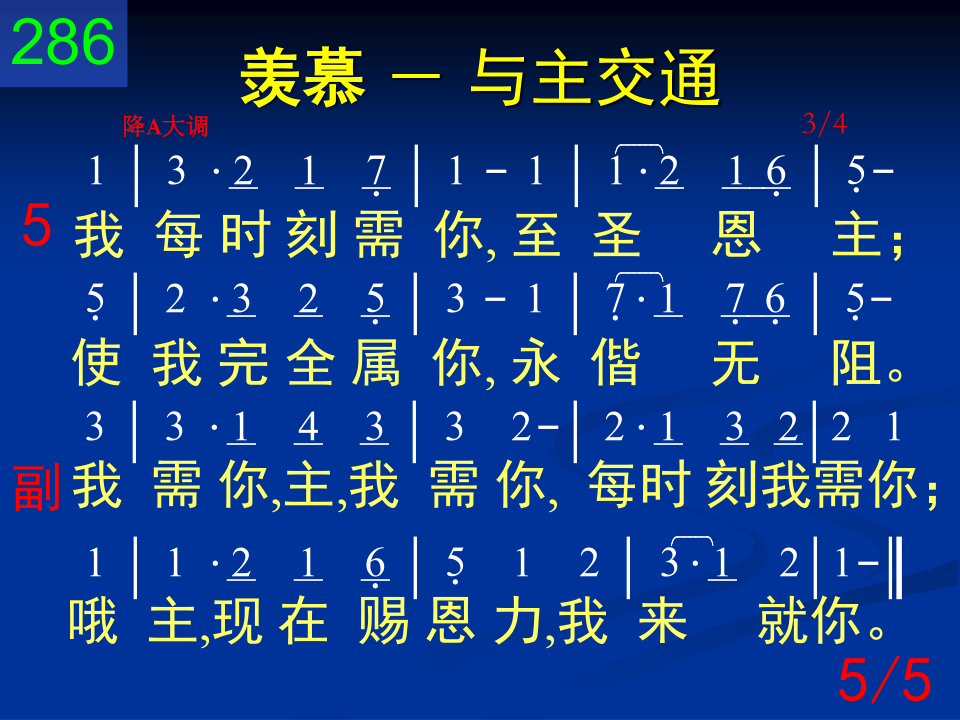 286
羡慕 － 与主交通
降A大调 3/4
1 | 3 · 2 1 7̣ | 1 - 1 | 1 · 2 1 6̣ | 5̣ -
5 我 每 时 刻 需 你, 至 圣 恩 主；
5̣ | 2 · 3 2 5̣ | 3 - 1 | 7̣ · 1 7̣ 6̣ | 5̣ -
使 我 完 全 属 你, 永 偕 无 阻。
3 | 3 · 1 4 3 | 3 2 - | 2 · 1 3 2 | 2 1
副 我 需 你,主,我 需 你, 每时 刻我需你；
1 | 1 · 2 1 6̣ | 5̣ 1 2 | 3 · 1 2 | 1 - ‖
哦 主,现 在 赐 恩 力,我 来 就你。
5/5